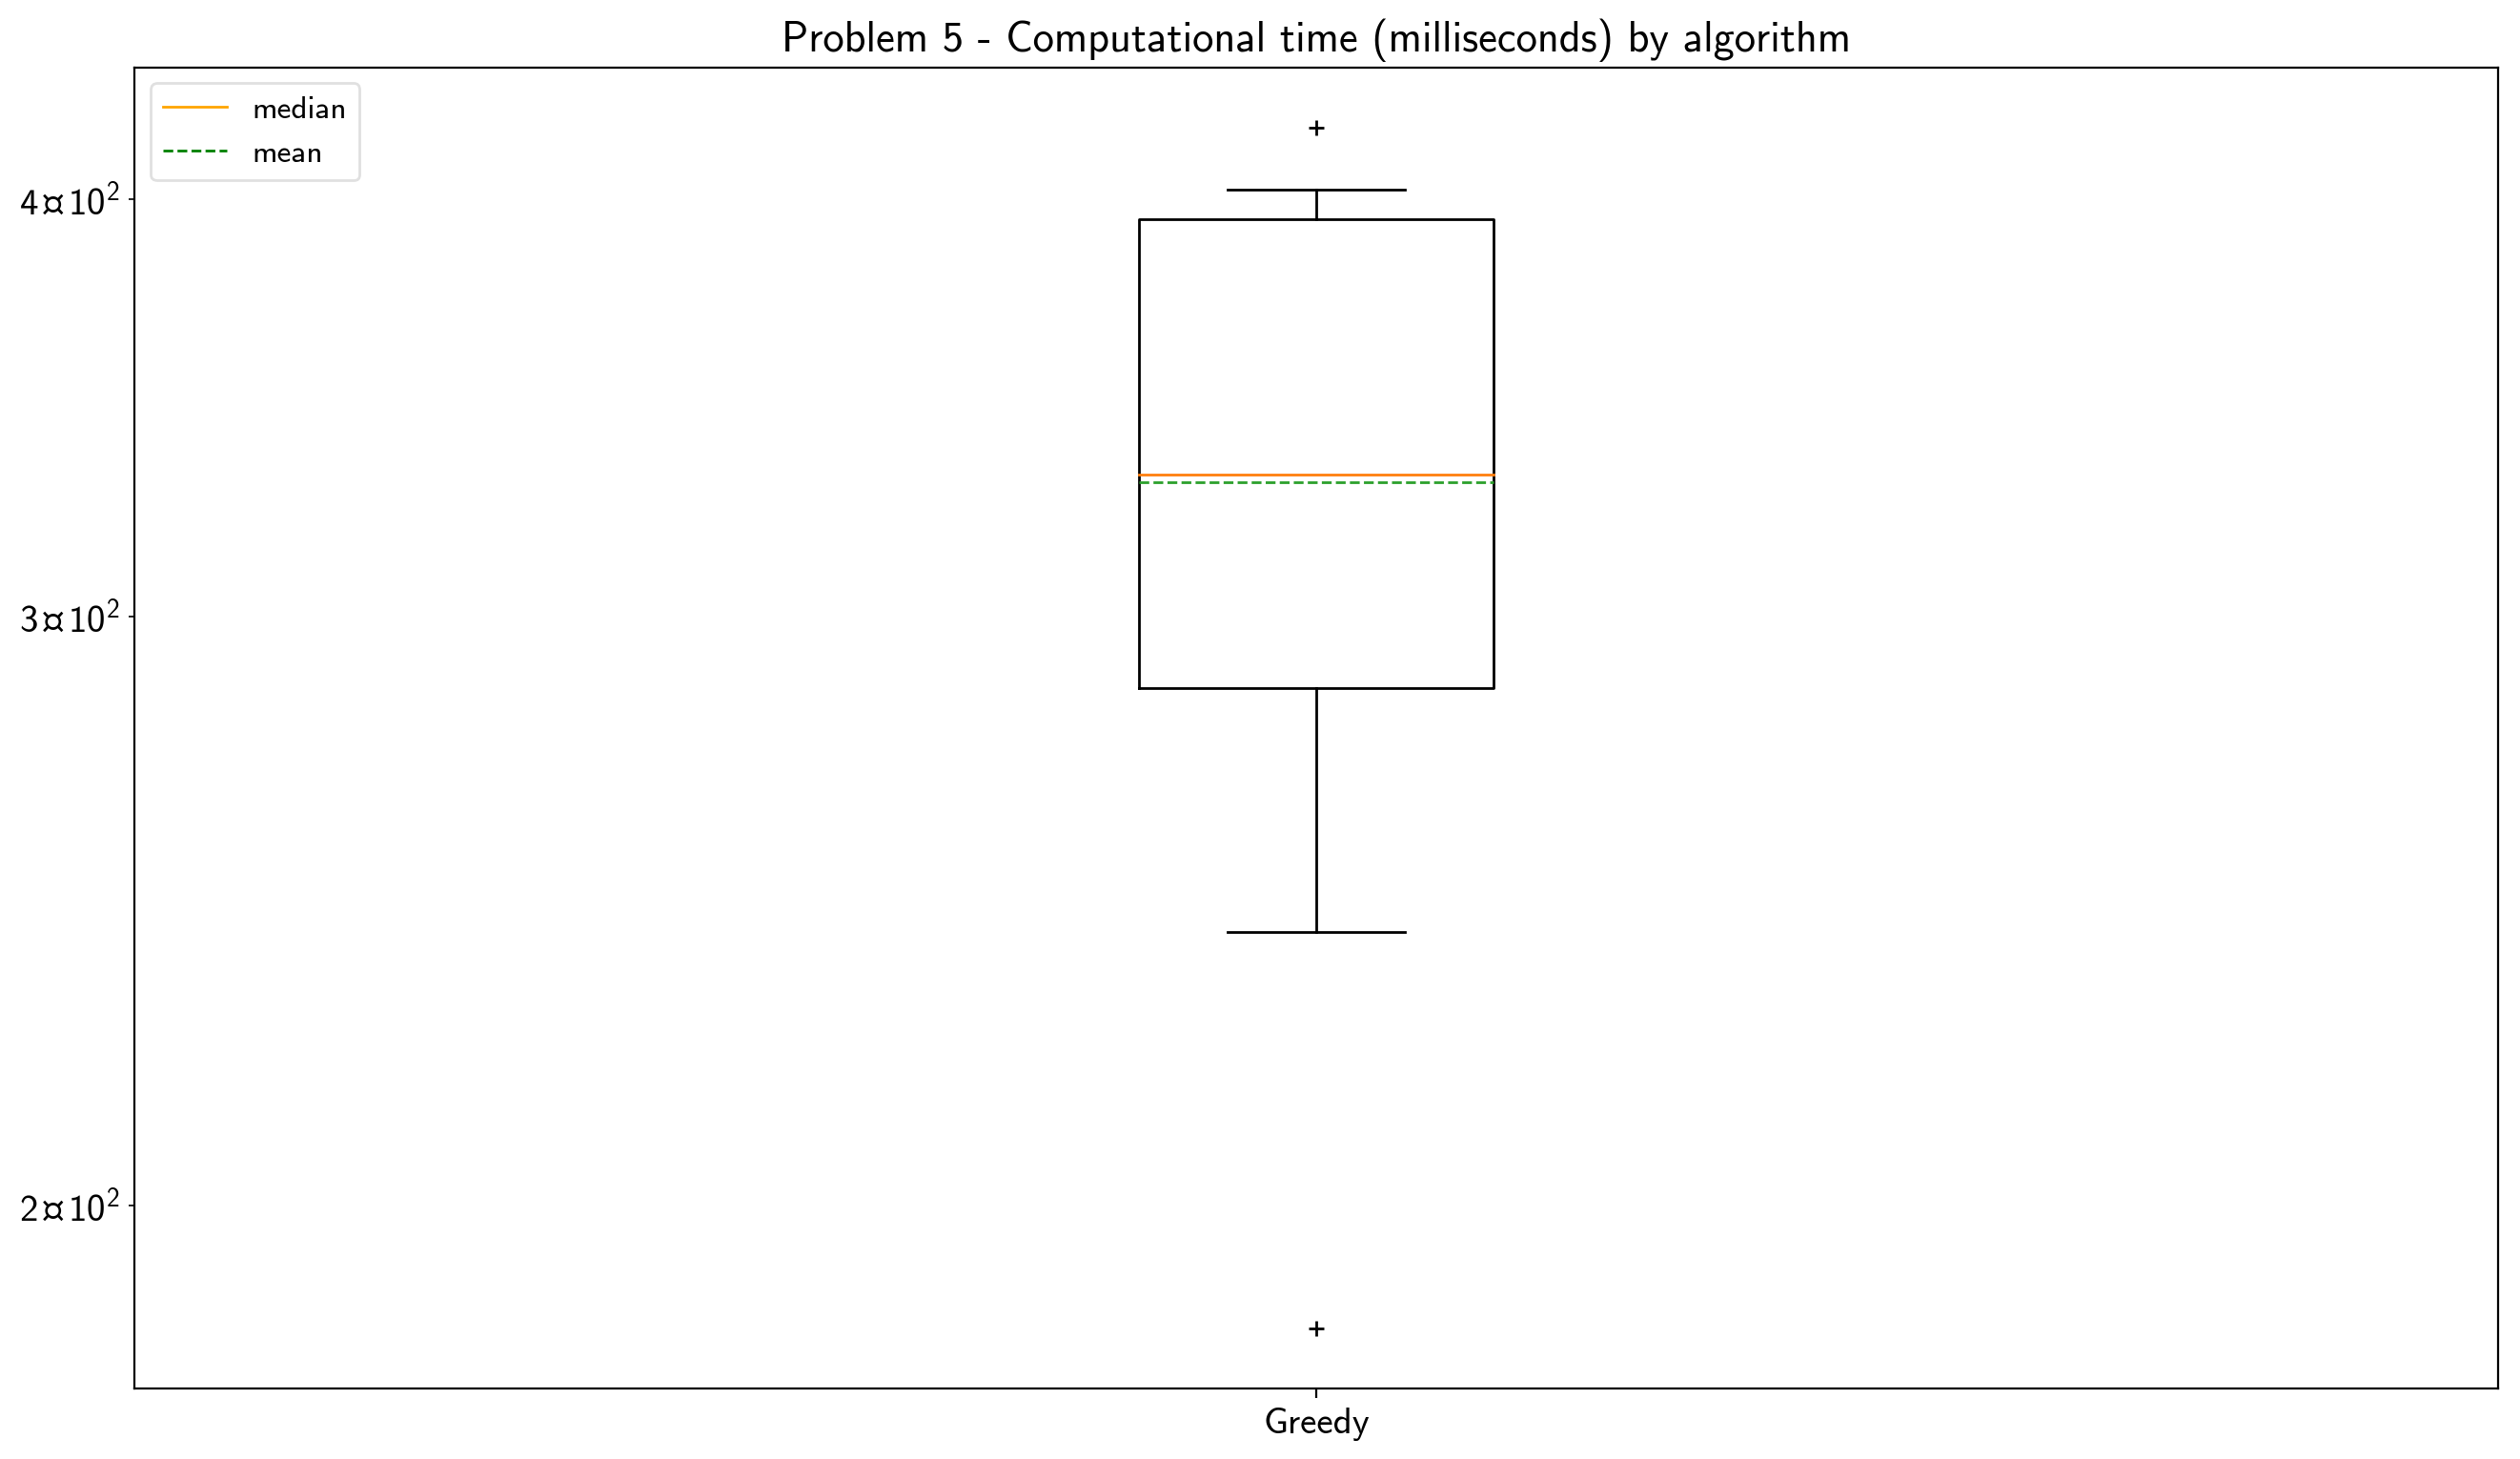 Problem 5 - Computational time (milliseconds) by algorithm
median
mean
4¤10²
3¤10²
2¤10²
Greedy